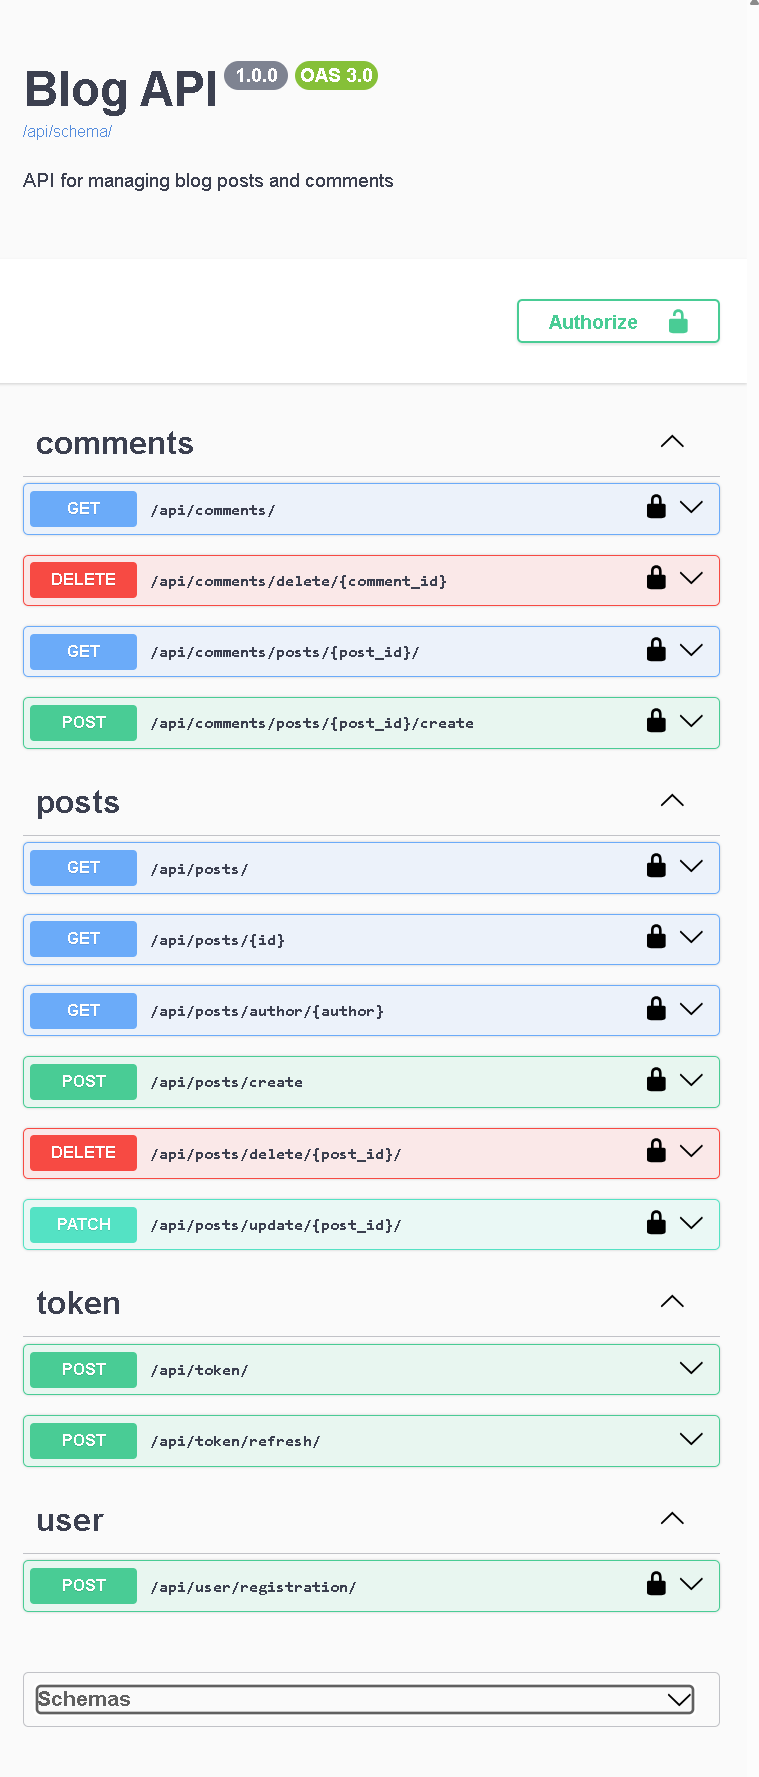 Blog API 1.0.0 OAS 3.0
/api/schema/
API for managing blog posts and comments
Authorize
comments
GET /api/comments/
DELETE /api/comments/delete/{comment_id}
GET /api/comments/posts/{post_id}/
POST /api/comments/posts/{post_id}/create
posts
GET /api/posts/
GET /api/posts/{id}
GET /api/posts/author/{author}
POST /api/posts/create
DELETE /api/posts/delete/{post_id}/
PATCH /api/posts/update/{post_id}/
token
POST /api/token/
POST /api/token/refresh/
user
POST /api/user/registration/
Schemas